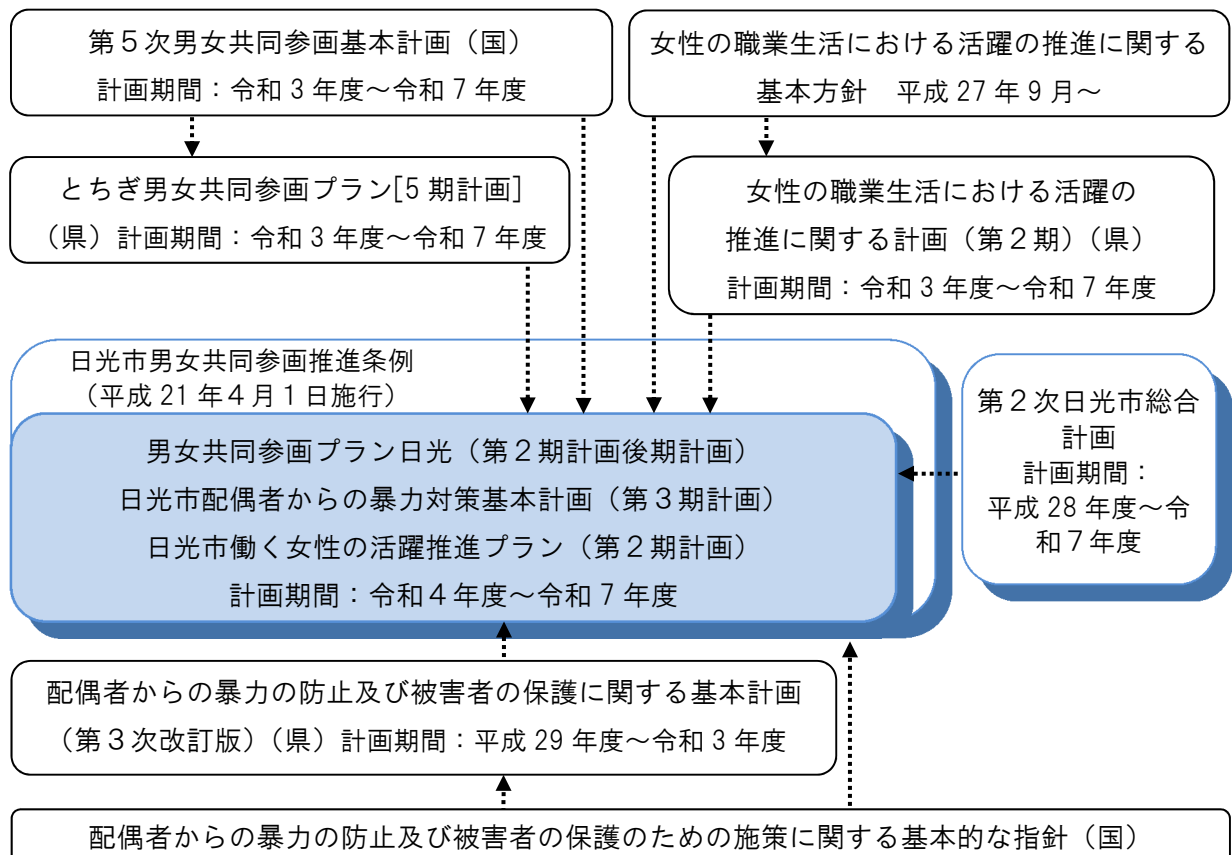 第５次男女共同参画基本計画（国）
計画期間：令和３年度～令和７年度
女性の職業生活における活躍の推進に関する
基本方針　平成 27 年９月～
とちぎ男女共同参画プラン[5 期計画]
（県）計画期間：令和３年度～令和７年度
女性の職業生活における活躍の
推進に関する計画（第２期）（県）
計画期間：令和３年度～令和７年度
日光市男女共同参画推進条例
（平成 21 年４月１日施行）
男女共同参画プラン日光（第２期計画後期計画）
日光市配偶者からの暴力対策基本計画（第３期計画）
日光市働く女性の活躍推進プラン（第２期計画）
計画期間：令和４年度～令和７年度
第２次日光市総合
計画
計画期間：
平成 28 年度～令
和７年度
配偶者からの暴力の防止及び被害者の保護に関する基本計画
（第３次改訂版）（県）計画期間：平成 29 年度～令和３年度
配偶者からの暴力の防止及び被害者の保護のための施策に関する基本的な指針（国）